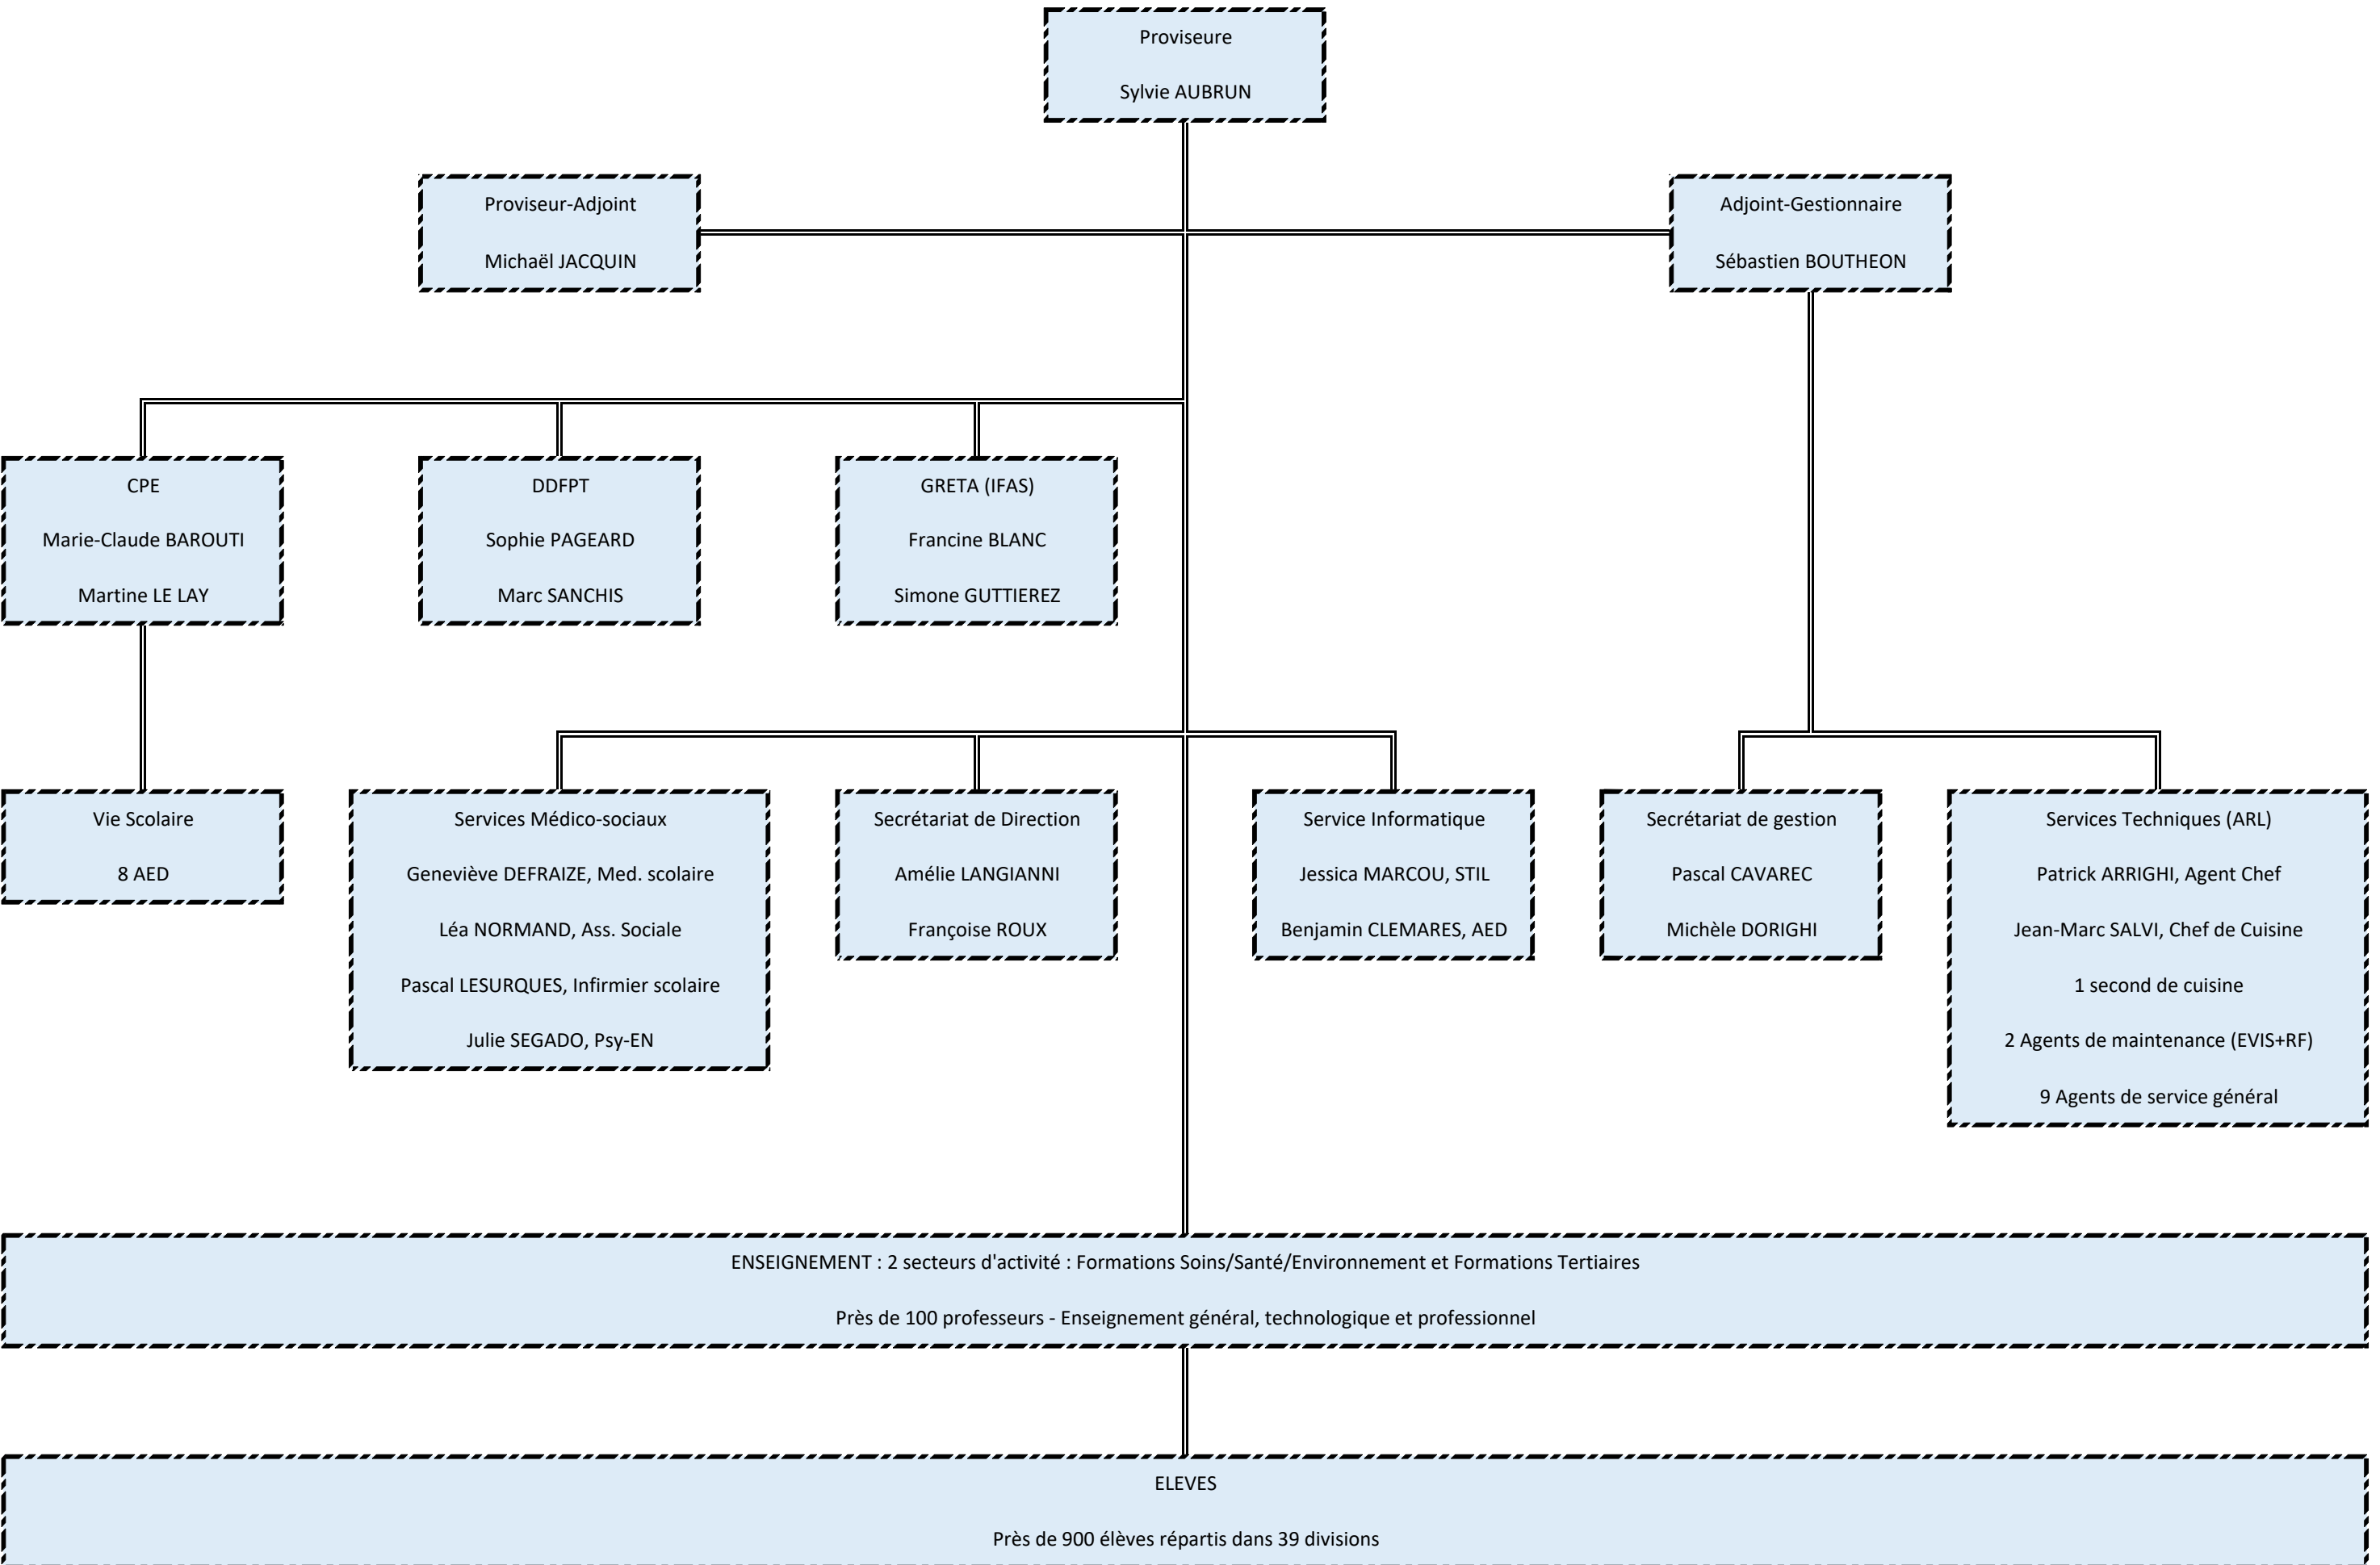 Proviseure
Sylvie AUBRUN
Proviseur-Adjoint
Michaël JACQUIN
Adjoint-Gestionnaire
Sébastien BOUTHEON
CPE
Marie-Claude BAROUTI
Martine LE LAY
DDFPT
Sophie PAGEARD
Marc SANCHIS
GRETA (IFAS)
Francine BLANC
Simone GUTTIEREZ
Vie Scolaire
8 AED
Services Médico-sociaux
Geneviève DEFRAIZE, Med. scolaire
Léa NORMAND, Ass. Sociale
Pascal LESURQUES, Infirmier scolaire
Julie SEGADO, Psy-EN
Secrétariat de Direction
Amélie LANGIANNI
Françoise ROUX
Service Informatique
Jessica MARCOU, STIL
Benjamin CLEMARES, AED
Secrétariat de gestion
Pascal CAVAREC
Michèle DORIGHI
Services Techniques (ARL)
Patrick ARRIGHI, Agent Chef
Jean-Marc SALVI, Chef de Cuisine
1 second de cuisine
2 Agents de maintenance (EVIS+RF)
9 Agents de service général
ENSEIGNEMENT : 2 secteurs d'activité : Formations Soins/Santé/Environnement et Formations Tertiaires
Près de 100 professeurs - Enseignement général, technologique et professionnel
ELEVES
Près de 900 élèves répartis dans 39 divisions